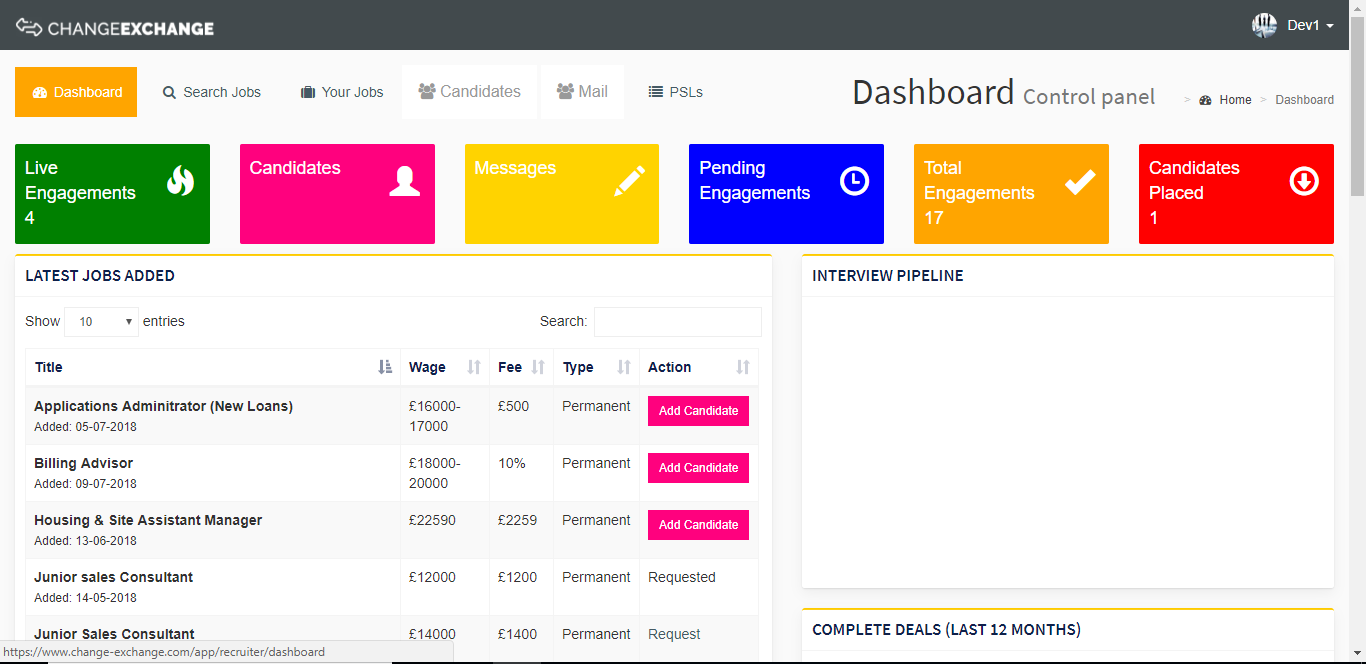 CHANGEEXCHANGE
Dev1
Dashboard
Search Jobs
Your Jobs
Candidates
Mail
PSLs
Dashboard Control panel
> Home > Dashboard
Live
Engagements
4
Candidates
Messages
Pending
Engagements
Total
Engagements
17
Candidates
Placed
1
LATEST JOBS ADDED
Show 10 entries
Search:
Title Wage Fee Type Action
Applications Adminitrator (New Loans) £16000- £500 Permanent Add Candidate
Added: 05-07-2018 17000
Billing Advisor £18000- 10% Permanent Add Candidate
Added: 09-07-2018 20000
Housing & Site Assistant Manager £22590 £2259 Permanent Add Candidate
Added: 13-06-2018
Junior sales Consultant £12000 £1200 Permanent Requested
Added: 14-05-2018
Junior Sales Consultant £14000 £1400 Permanent Request
INTERVIEW PIPELINE
COMPLETE DEALS (LAST 12 MONTHS)
https://www.change-exchange.com/app/recruiter/dashboard